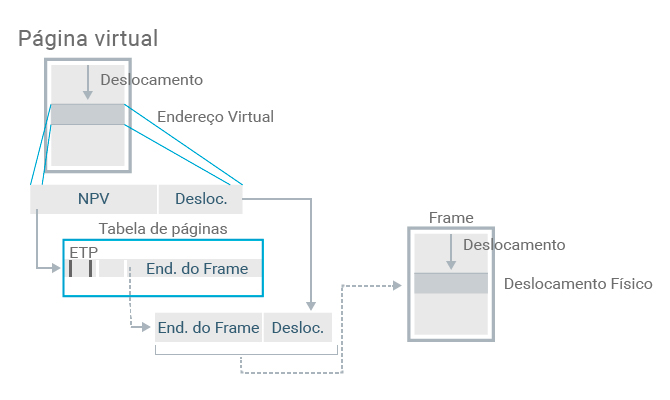 Página virtual
Deslocamento
Endereço Virtual
NPV
Desloc.
Tabela de páginas
ETP
End. do Frame
End. do Frame
Desloc.
Frame
Deslocamento
Deslocamento Físico